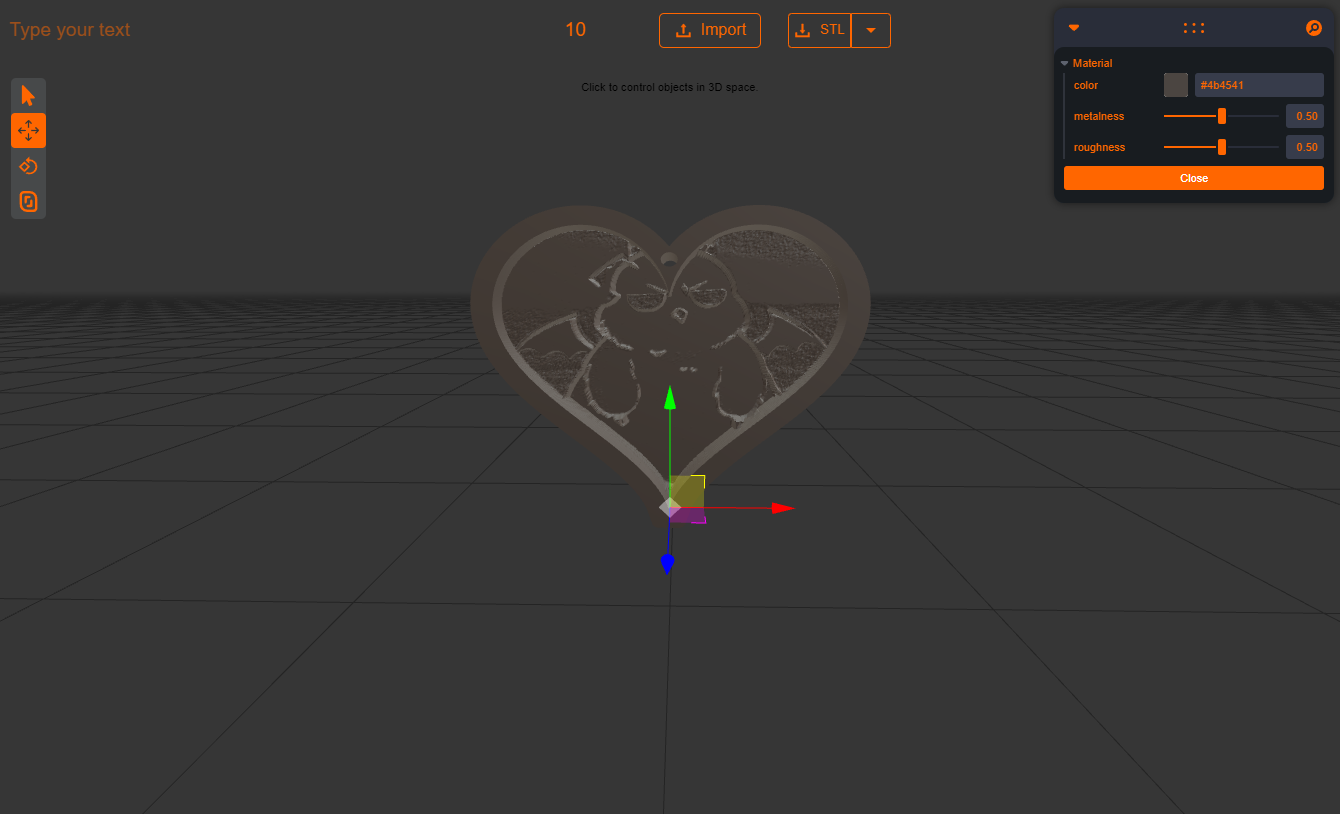 Type your text
10
Import
STL
Click to control objects in 3D space.
Material
color
#4b4541
metalness
0.50
roughness
0.50
Close